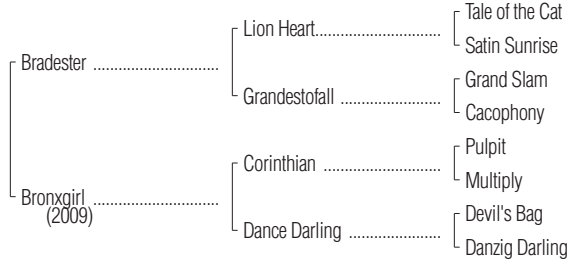 Tale of the Cat
Lion Heart
Satin Sunrise
Bradester
Grand Slam
Grandestofall
Cacophony
Pulpit
Corinthian
Multiply
Bronxgirl
(2009)
Devil's Bag
Dance Darling
Danzig Darling